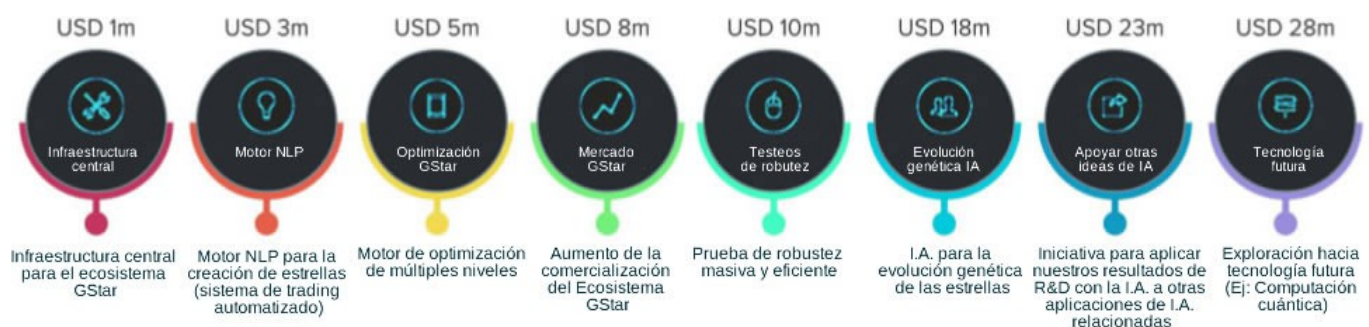 USD 1m
USD 3m
USD 5m
USD 8m
USD 10m
USD 18m
USD 23m
USD 28m
Infraestructura
central
Motor NLP
Optimización
GStar
Mercado
GStar
Testeos
de robutez
Evolución
genética IA
Apoyar otras
ideas de IA
Tecnología
futura
Infraestructura central
para el ecosistema
GStar
Motor NLP para la
creación de estrellas
(sistema de trading
automatizado)
Motor de optimización
de múltiples niveles
Aumento de la
comercialización
del Ecosistema
GStar
Prueba de robustez
masiva y eficiente
I.A. para la
evolución genética
de las estrellas
Iniciativa para aplicar
nuestros resultados de
R&D con la I.A. a otras
aplicaciones de I.A.
relacionadas
Exploración hacia
tecnología futura
(Ej: Computación
cuántica)